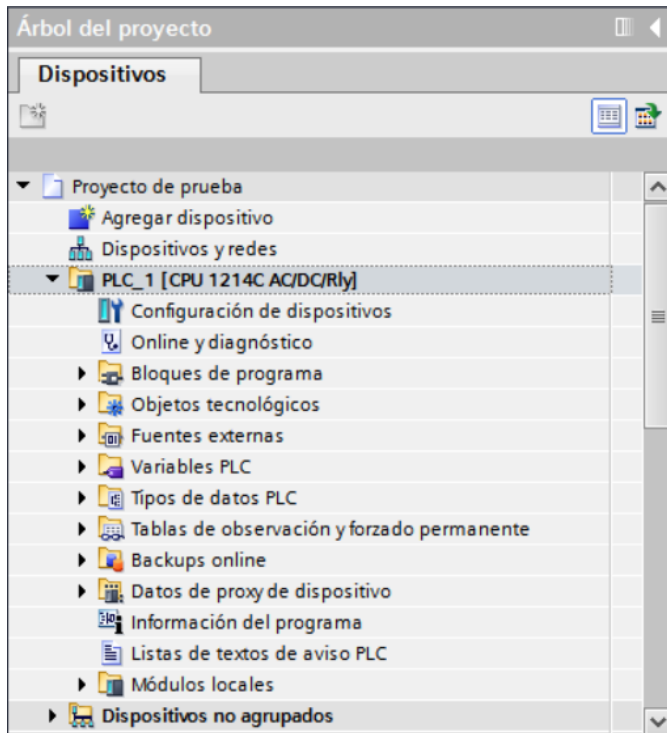 Árbol del proyecto
Dispositivos
Proyecto de prueba
Agregar dispositivo
Dispositivos y redes
PLC_1 [CPU 1214C AC/DC/Rly]
Configuración de dispositivos
Online y diagnóstico
Bloques de programa
Objetos tecnológicos
Fuentes externas
Variables PLC
Tipos de datos PLC
Tablas de observación y forzado permanente
Backups online
Datos de proxy de dispositivo
Información del programa
Listas de textos de aviso PLC
Módulos locales
Dispositivos no agrupados